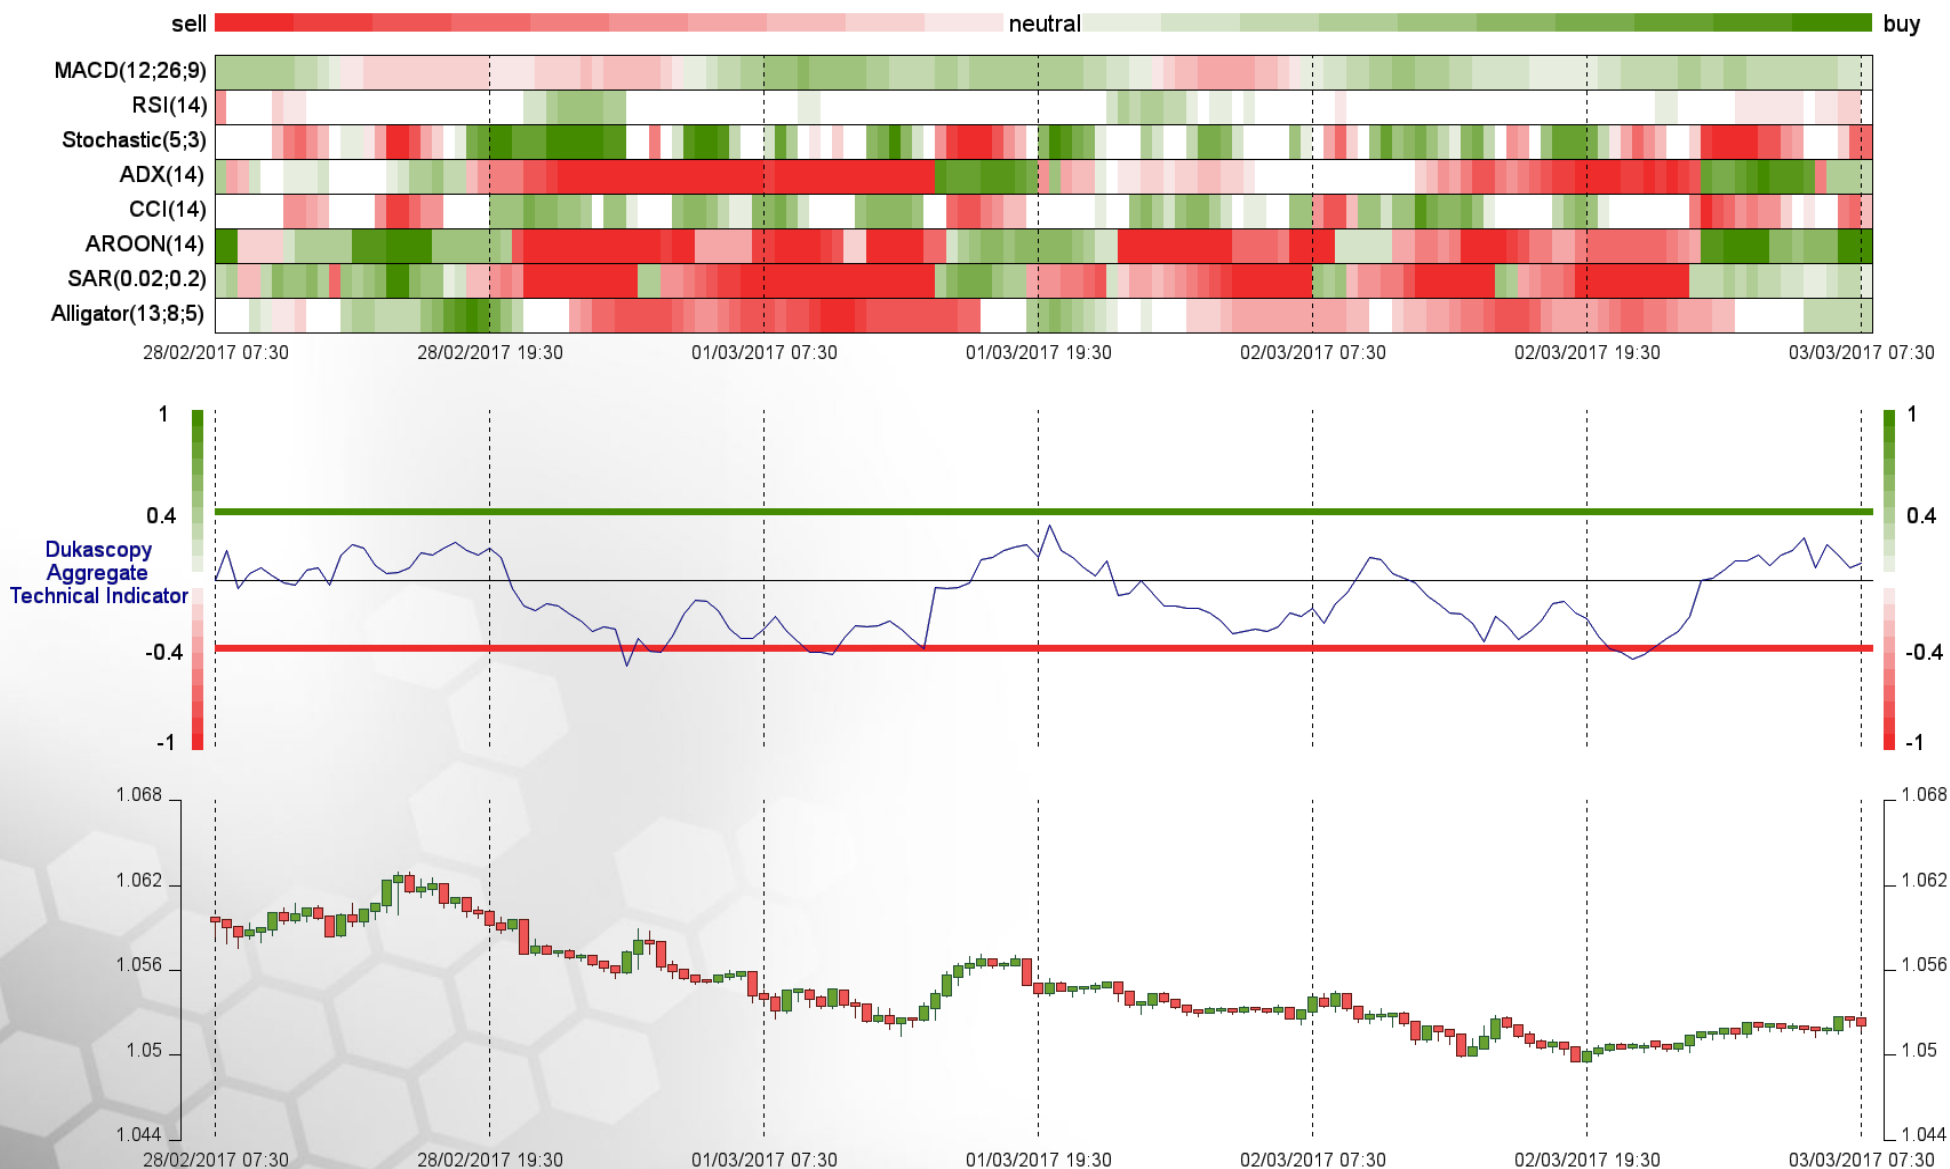 sell neutral buy
MACD(12;26;9)
RSI(14)
Stochastic(5;3)
ADX(14)
CCI(14)
AROON(14)
SAR(0.02;0.2)
Alligator(13;8;5)
28/02/2017 07:30 28/02/2017 19:30 01/03/2017 07:30 01/03/2017 19:30 02/03/2017 07:30 02/03/2017 19:30 03/03/2017 07:30
1 1
0.4 0.4
Dukascopy
Aggregate
Technical Indicator
-0.4 -0.4
-1 -1
1.068 1.068
1.062 1.062
1.056 1.056
1.05 1.05
1.044 1.044
28/02/2017 07:30 28/02/2017 19:30 01/03/2017 07:30 01/03/2017 19:30 02/03/2017 07:30 02/03/2017 19:30 03/03/2017 07:30